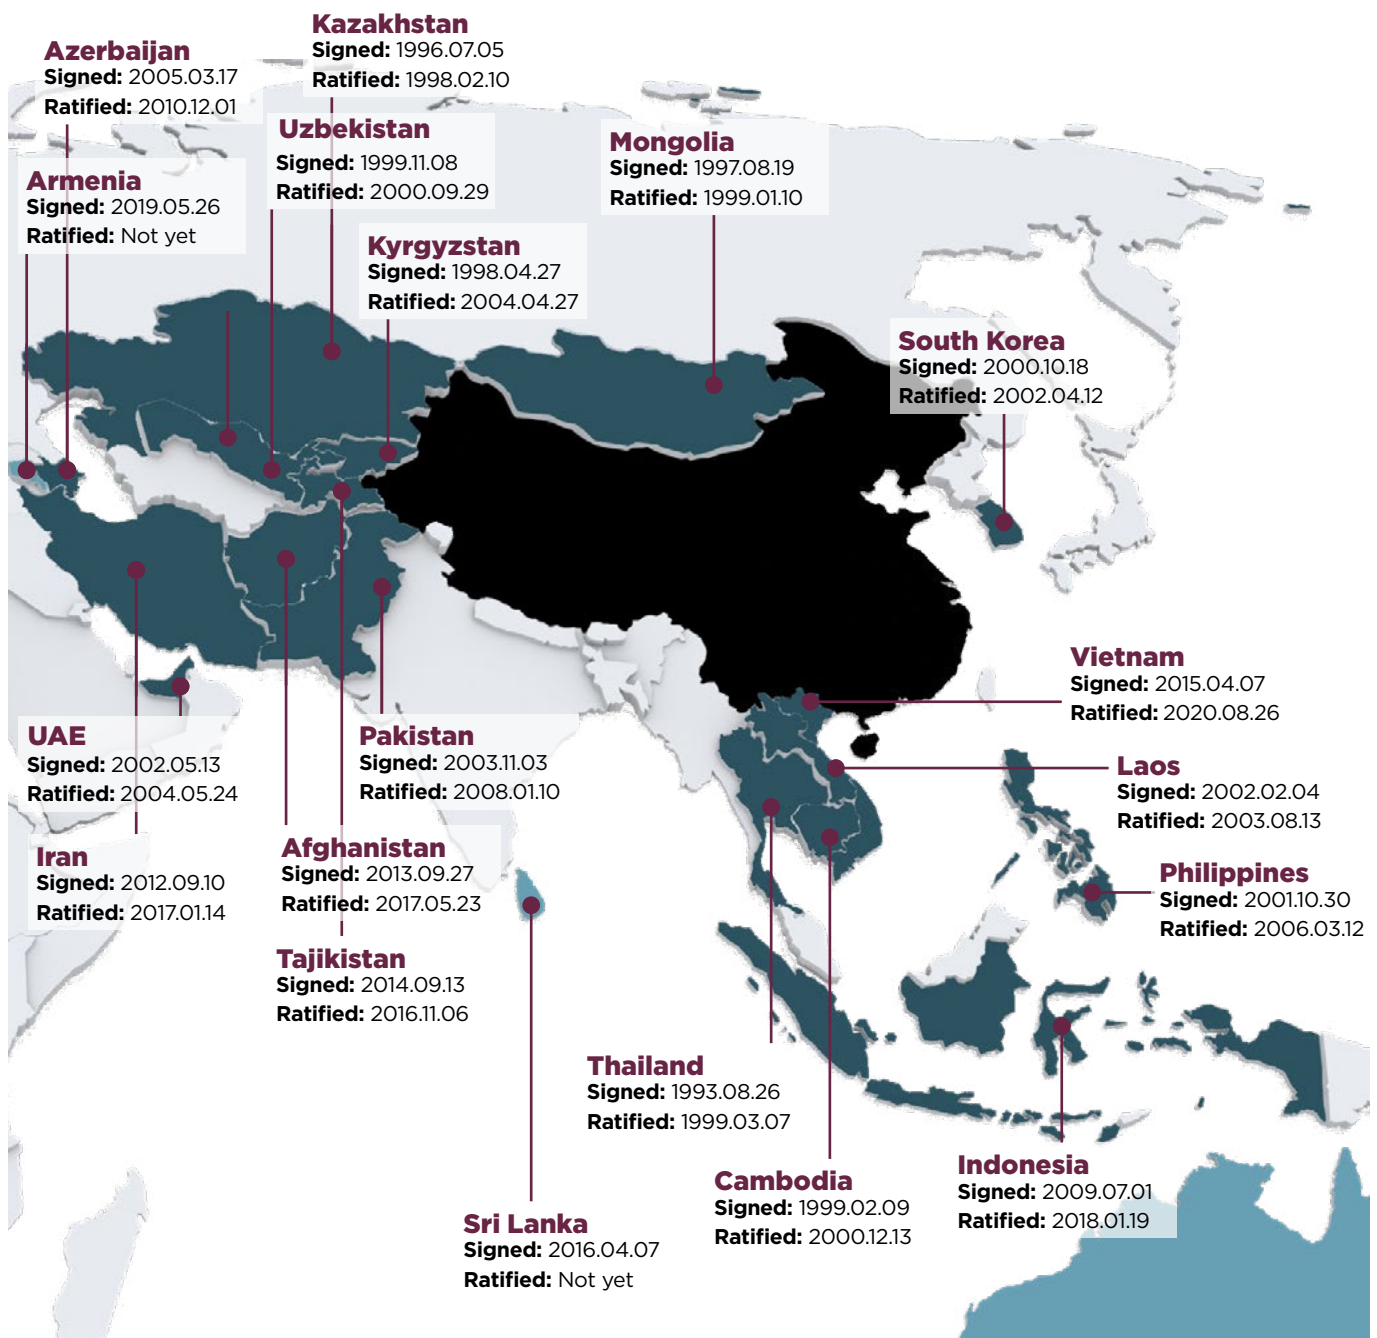 Kazakhstan
Signed: 1996.07.05
Ratified: 1998.02.10
Azerbaijan
Signed: 2005.03.17
Ratified: 2010.12.01
Uzbekistan
Signed: 1999.11.08
Ratified: 2000.09.29
Mongolia
Signed: 1997.08.19
Ratified: 1999.01.10
Armenia
Signed: 2019.05.26
Ratified: Not yet
Kyrgyzstan
Signed: 1998.04.27
Ratified: 2004.04.27
South Korea
Signed: 2000.10.18
Ratified: 2002.04.12
Vietnam
Signed: 2015.04.07
Ratified: 2020.08.26
UAE
Signed: 2002.05.13
Ratified: 2004.05.24
Pakistan
Signed: 2003.11.03
Ratified: 2008.01.10
Laos
Signed: 2002.02.04
Ratified: 2003.08.13
Iran
Signed: 2012.09.10
Ratified: 2017.01.14
Afghanistan
Signed: 2013.09.27
Ratified: 2017.05.23
Philippines
Signed: 2001.10.30
Ratified: 2006.03.12
Tajikistan
Signed: 2014.09.13
Ratified: 2016.11.06
Thailand
Signed: 1993.08.26
Ratified: 1999.03.07
Cambodia
Signed: 1999.02.09
Ratified: 2000.12.13
Indonesia
Signed: 2009.07.01
Ratified: 2018.01.19
Sri Lanka
Signed: 2016.04.07
Ratified: Not yet